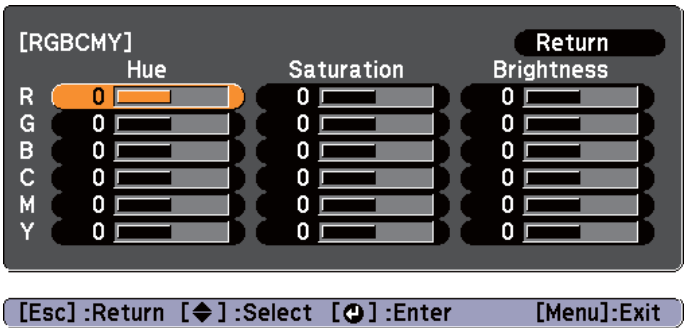 [RGBCMY] Return
Hue Saturation Brightness
R 0 0 0
G 0 0 0
B 0 0 0
C 0 0 0
M 0 0 0
Y 0 0 0
[Esc] :Return [◆] :Select [↵] :Enter [Menu]:Exit